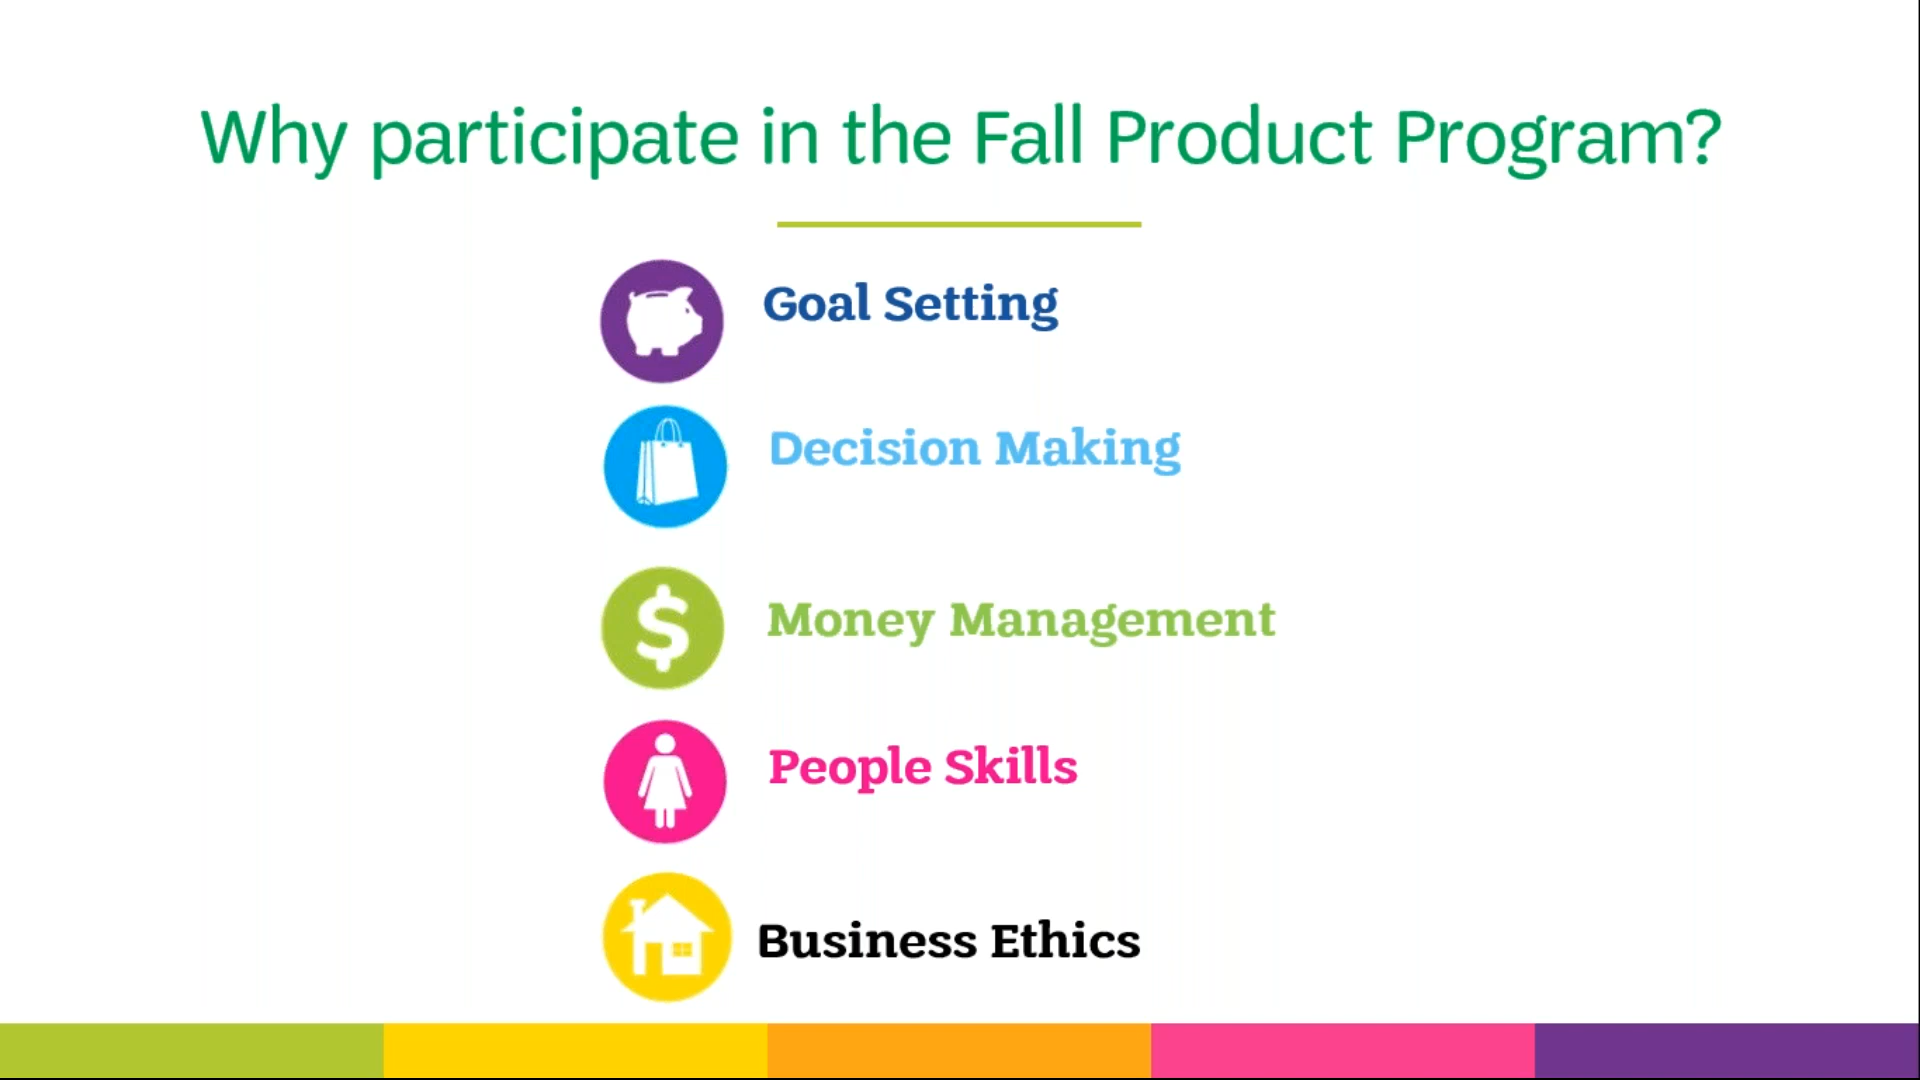 Why participate in the Fall Product Program?
Goal Setting
Decision Making
$
Money Management
People Skills
Business Ethics